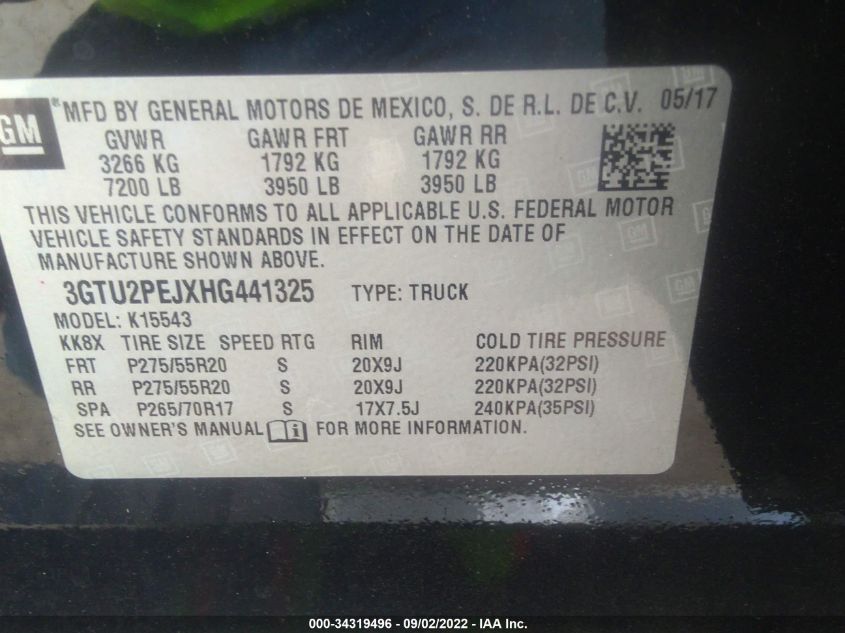 GM
® MFD BY GENERAL MOTORS DE MEXICO, S. DE R.L. DE C.V. 05/17
GVWR GAWR FRT GAWR RR
3266 KG 1792 KG 1792 KG
7200 LB 3950 LB 3950 LB
THIS VEHICLE CONFORMS TO ALL APPLICABLE U.S. FEDERAL MOTOR
VEHICLE SAFETY STANDARDS IN EFFECT ON THE DATE OF
MANUFACTURE SHOWN ABOVE.
3GTU2PEJXHG441325 TYPE: TRUCK
MODEL: K15543
KK8X TIRE SIZE SPEED RTG RIM COLD TIRE PRESSURE
FRT P275/55R20 S 20X9J 220KPA(32PSI)
RR P275/55R20 S 20X9J 220KPA(32PSI)
SPA P265/70R17 S 17X7.5J 240KPA(35PSI)
SEE OWNER'S MANUAL FOR MORE INFORMATION.
000-34319496 - 09/02/2022 - IAA Inc.